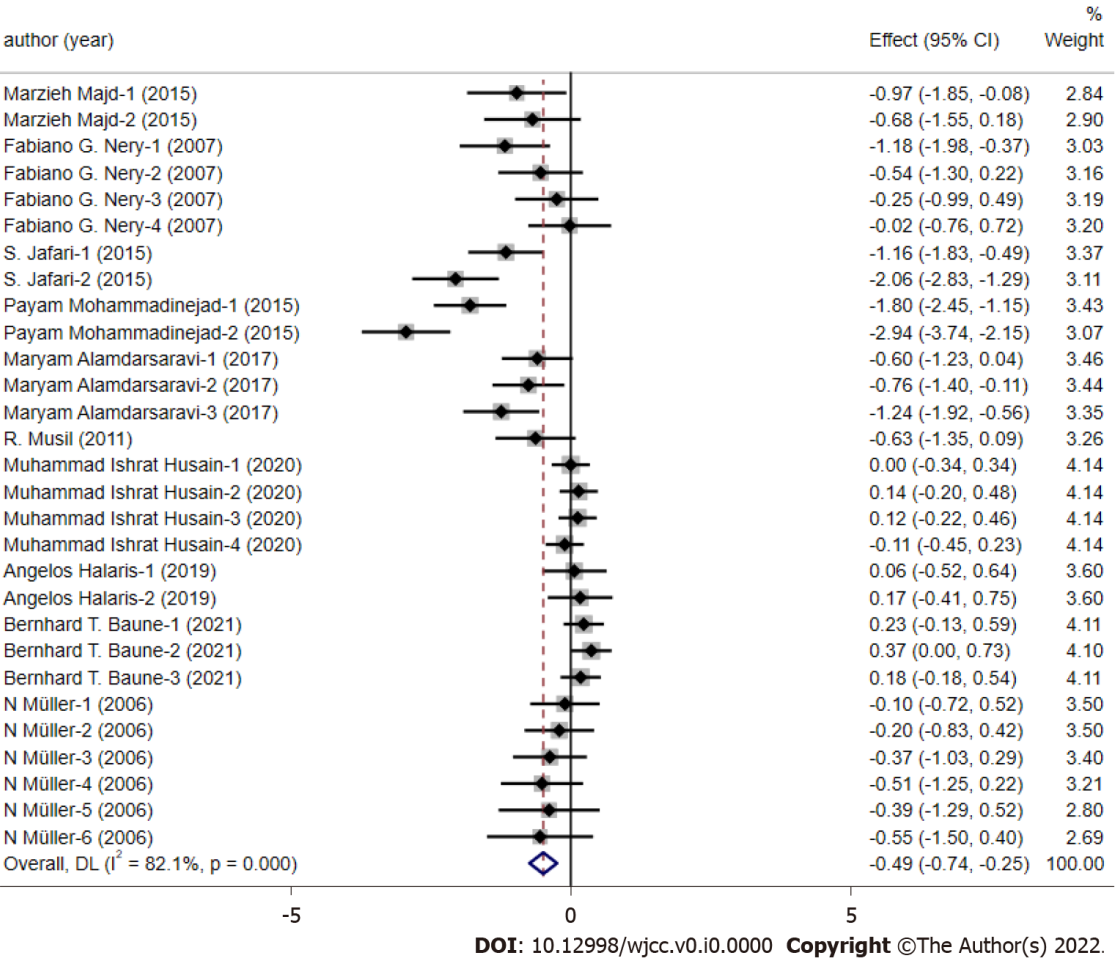 %
author (year) Effect (95% CI) Weight
Marzieh Majd-1 (2015) -0.97 (-1.85, -0.08) 2.84
Marzieh Majd-2 (2015) -0.68 (-1.55, 0.18) 2.90
Fabiano G. Nery-1 (2007) -1.18 (-1.98, -0.37) 3.03
Fabiano G. Nery-2 (2007) -0.54 (-1.30, 0.22) 3.16
Fabiano G. Nery-3 (2007) -0.25 (-0.99, 0.49) 3.19
Fabiano G. Nery-4 (2007) -0.02 (-0.76, 0.72) 3.20
S. Jafari-1 (2015) -1.16 (-1.83, -0.49) 3.37
S. Jafari-2 (2015) -2.06 (-2.83, -1.29) 3.11
Payam Mohammadinejad-1 (2015) -1.80 (-2.45, -1.15) 3.43
Payam Mohammadinejad-2 (2015) -2.94 (-3.74, -2.15) 3.07
Maryam Alamdarsaravi-1 (2017) -0.60 (-1.23, 0.04) 3.46
Maryam Alamdarsaravi-2 (2017) -0.76 (-1.40, -0.11) 3.44
Maryam Alamdarsaravi-3 (2017) -1.24 (-1.92, -0.56) 3.35
R. Musil (2011) -0.63 (-1.35, 0.09) 3.26
Muhammad Ishrat Husain-1 (2020) 0.00 (-0.34, 0.34) 4.14
Muhammad Ishrat Husain-2 (2020) 0.14 (-0.20, 0.48) 4.14
Muhammad Ishrat Husain-3 (2020) 0.12 (-0.22, 0.46) 4.14
Muhammad Ishrat Husain-4 (2020) -0.11 (-0.45, 0.23) 4.14
Angelos Halaris-1 (2019) 0.06 (-0.52, 0.64) 3.60
Angelos Halaris-2 (2019) 0.17 (-0.41, 0.75) 3.60
Bernhard T. Baune-1 (2021) 0.23 (-0.13, 0.59) 4.11
Bernhard T. Baune-2 (2021) 0.37 (0.00, 0.73) 4.10
Bernhard T. Baune-3 (2021) 0.18 (-0.18, 0.54) 4.11
N Müller-1 (2006) -0.10 (-0.72, 0.52) 3.50
N Müller-2 (2006) -0.20 (-0.83, 0.42) 3.50
N Müller-3 (2006) -0.37 (-1.03, 0.29) 3.40
N Müller-4 (2006) -0.51 (-1.25, 0.22) 3.21
N Müller-5 (2006) -0.39 (-1.29, 0.52) 2.80
N Müller-6 (2006) -0.55 (-1.50, 0.40) 2.69
Overall, DL (I² = 82.1%, p = 0.000) -0.49 (-0.74, -0.25) 100.00
-5 0 5
DOI: 10.12998/wjcc.v0.i0.0000 Copyright ©The Author(s) 2022.